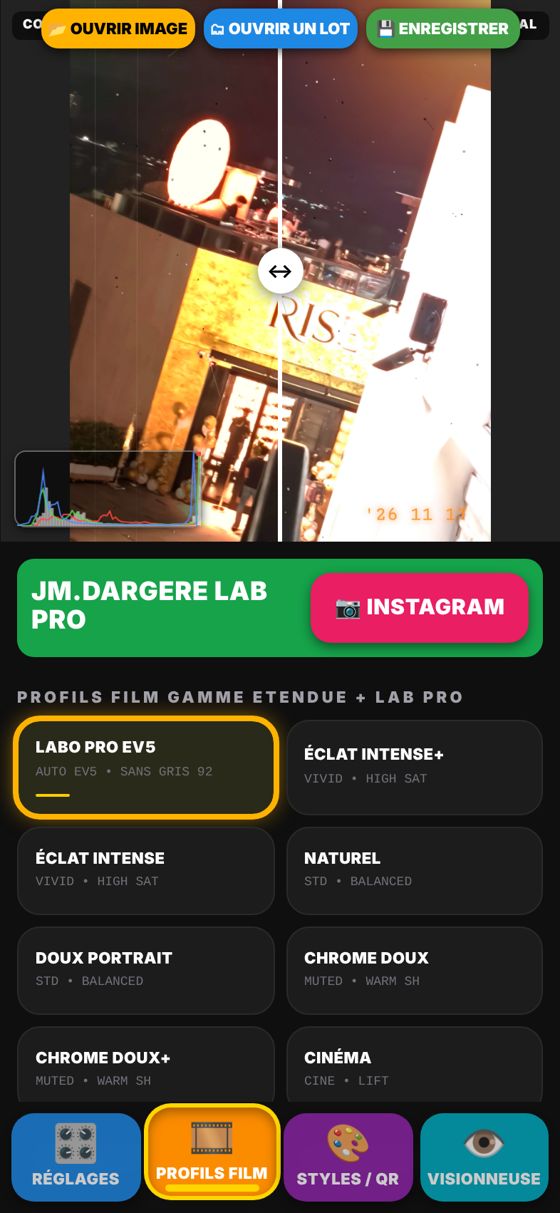 CO
📂 OUVRIR IMAGE
🗂 OUVRIR UN LOT
💾 ENREGISTRER
AL
RISE
'26 11 1
JM.DARGERE LAB
PRO
📷 INSTAGRAM
PROFILS FILM GAMME ETENDUE + LAB PRO
LABO PRO EV5
AUTO EV5 • SANS GRIS 92
ÉCLAT INTENSE+
VIVID • HIGH SAT
ÉCLAT INTENSE
VIVID • HIGH SAT
NATUREL
STD • BALANCED
DOUX PORTRAIT
STD • BALANCED
CHROME DOUX
MUTED • WARM SH
CHROME DOUX+
MUTED • WARM SH
CINÉMA
CINE • LIFT
RÉGLAGES
PROFILS FILM
STYLES / QR
VISIONNEUSE